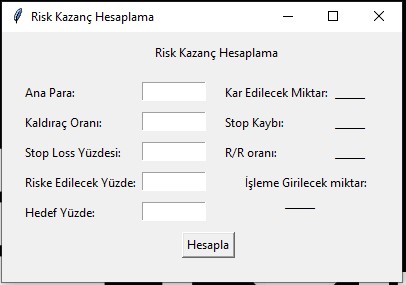 Risk Kazanç Hesaplama
Risk Kazanç Hesaplama
Ana Para:
Kar Edilecek Miktar: _____
Kaldıraç Oranı:
Stop Kaybı: _____
Stop Loss Yüzdesi:
R/R oranı: _____
Riske Edilecek Yüzde:
İşleme Girilecek miktar:
_____
Hedef Yüzde:
Hesapla